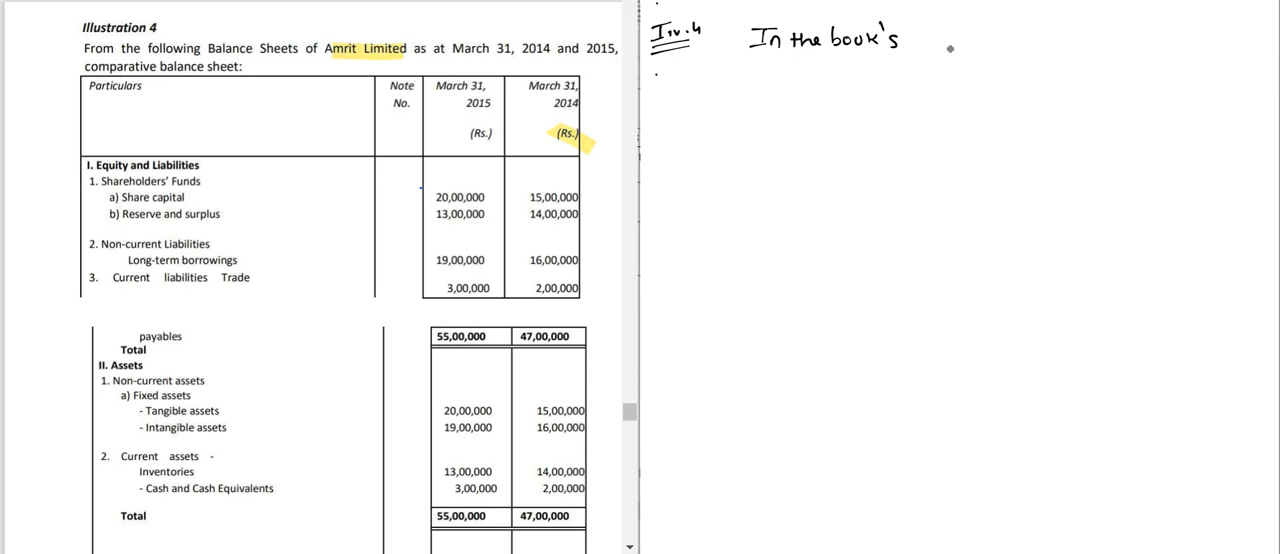 Illustration 4
From the following Balance Sheets of Amrit Limited as at March 31, 2014 and 2015,
comparative balance sheet:
Particulars Note No. March 31, 2015 (Rs.) March 31, 2014 (Rs.)
I. Equity and Liabilities
1. Shareholders' Funds
a) Share capital 20,00,000 15,00,000
b) Reserve and surplus 13,00,000 14,00,000
2. Non-current Liabilities
Long-term borrowings 19,00,000 16,00,000
3. Current liabilities Trade
3,00,000 2,00,000
payables 55,00,000 47,00,000
Total
II. Assets
1. Non-current assets
a) Fixed assets
- Tangible assets 20,00,000 15,00,000
- Intangible assets 19,00,000 16,00,000
2. Current assets -
Inventories 13,00,000 14,00,000
- Cash and Cash Equivalents 3,00,000 2,00,000
Total 55,00,000 47,00,000
In the book's